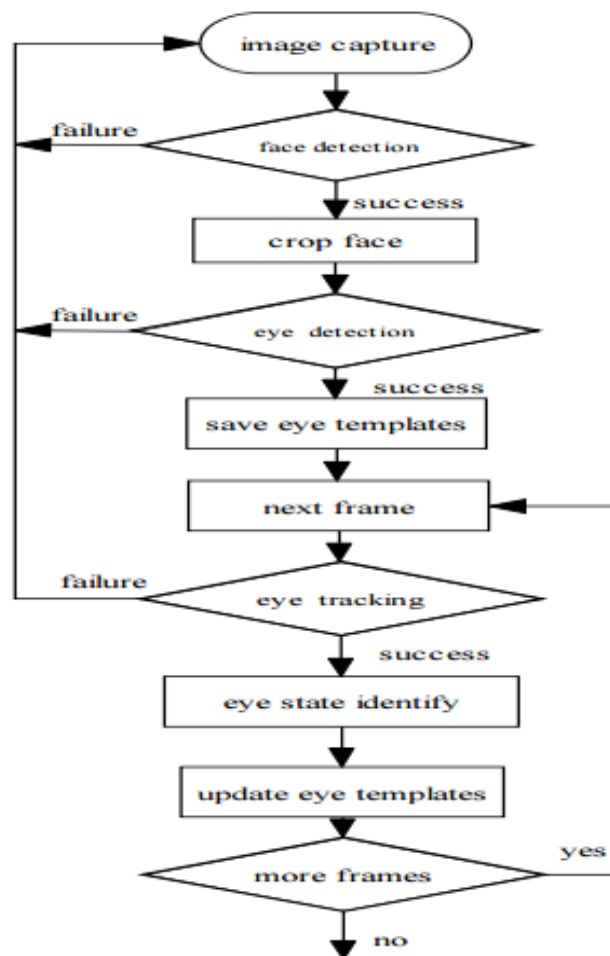 image capture
failure
face detection
success
crop face
failure
eye detection
success
save eye templates
next frame
failure
eye tracking
success
eye state identify
update eye templates
yes
more frames
no